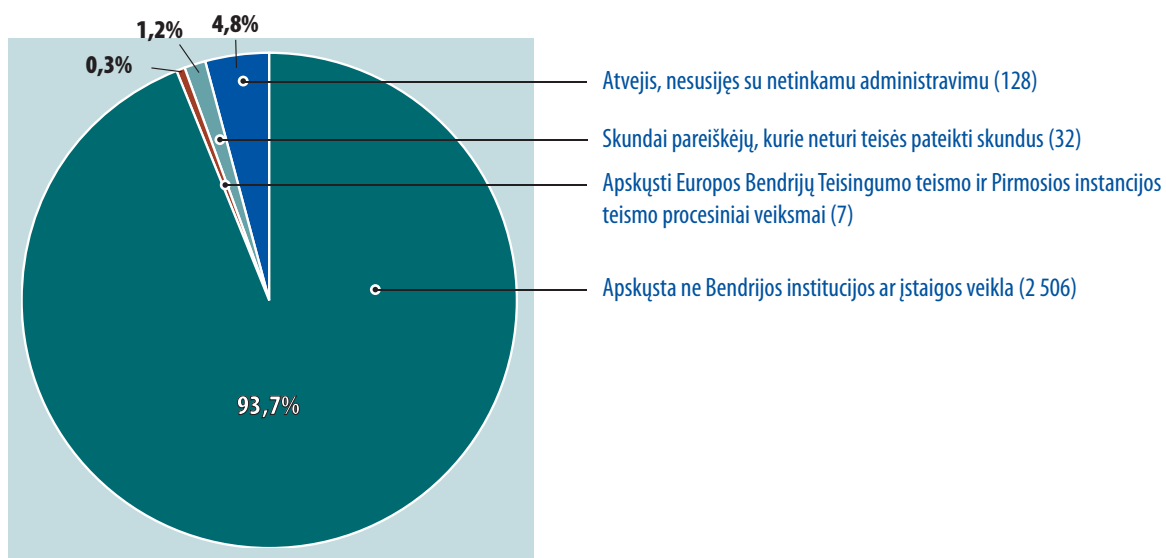 1,2%
4,8%
0,3%
Atvejis, nesusijęs su netinkamu administravimu (128)
Skundai pareiškėjų, kurie neturi teisės pateikti skundus (32)
Apskųsti Europos Bendrijų Teisingumo teismo ir Pirmosios instancijos
teismo procesiniai veiksmai (7)
Apskųsta ne Bendrijos institucijos ar įstaigos veikla (2 506)
93,7%